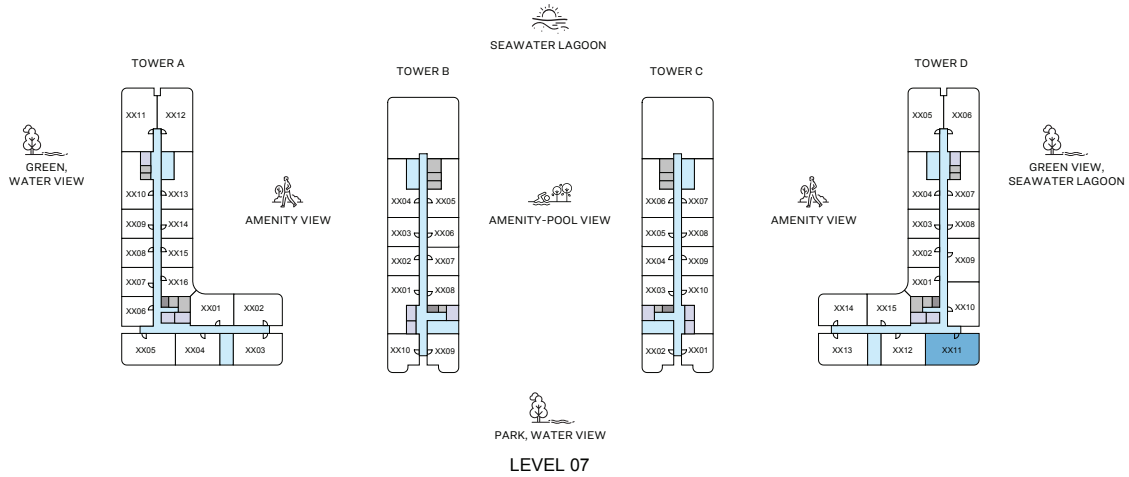 SEAWATER LAGOON
TOWER A
TOWER B
TOWER C
TOWER D
XX11
XX12
XX10
XX13
XX09
XX14
XX08
XX15
XX07
XX16
XX06
XX01
XX02
XX05
XX04
XX03
XX04
XX05
XX03
XX06
XX02
XX07
XX01
XX08
XX10
XX09
XX06
XX07
XX05
XX08
XX04
XX09
XX03
XX10
XX02
XX01
XX05
XX06
XX04
XX07
XX03
XX08
XX02
XX09
XX01
XX10
XX14
XX15
XX13
XX12
XX11
GREEN,
WATER VIEW
AMENITY VIEW
AMENITY-POOL VIEW
AMENITY VIEW
GREEN VIEW,
SEAWATER LAGOON
PARK, WATER VIEW
LEVEL 07